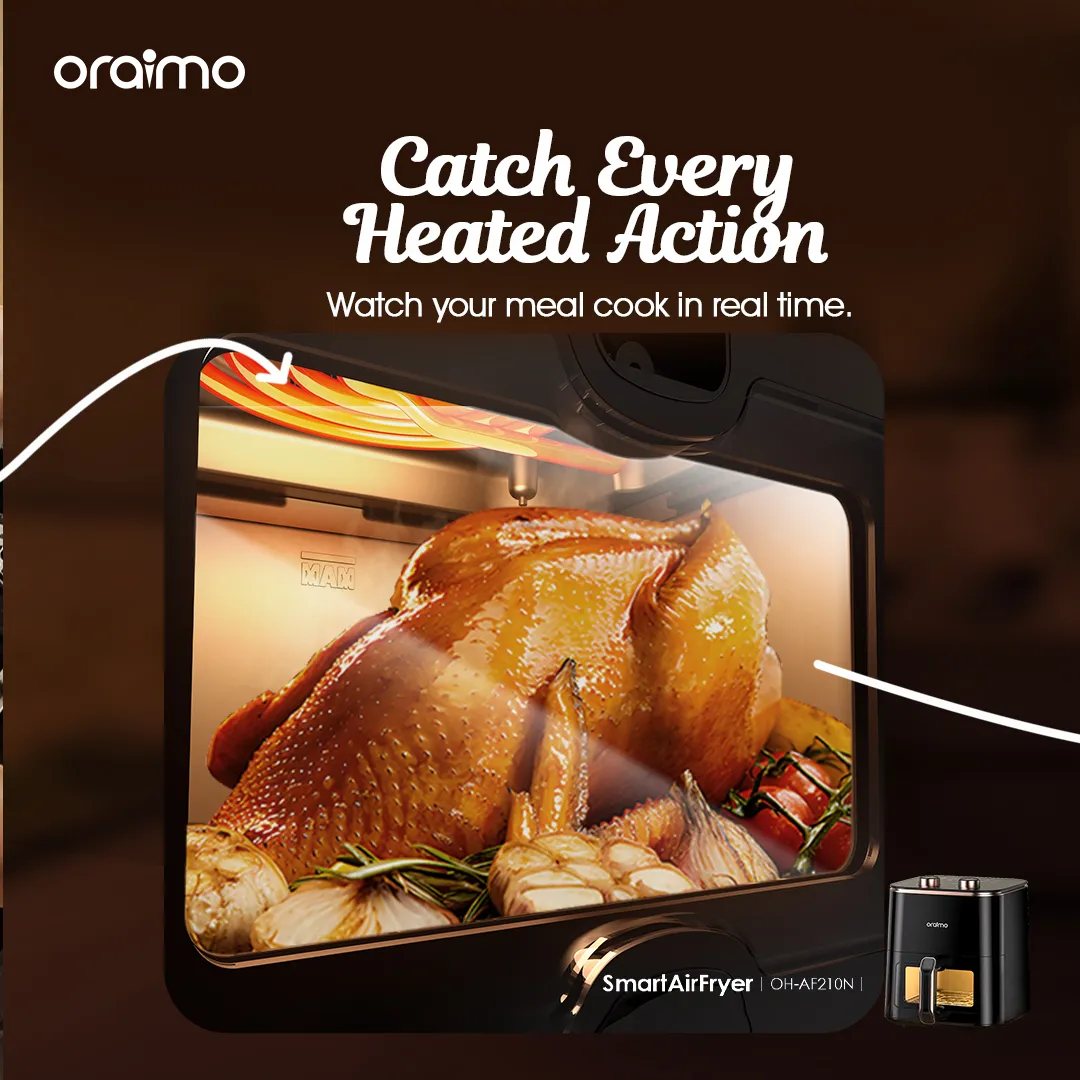 oraimo
Catch Every
Heated Action
Watch your meal cook in real time.
MAX
oraimo
SmartAirFryer | OH-AF210N |